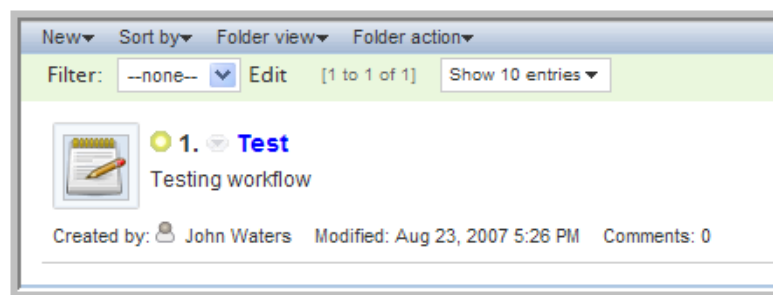 New Sort by Folder view Folder action
Filter: --none-- Edit [1 to 1 of 1] Show 10 entries
1. Test
Testing workflow
Created by: John Waters Modified: Aug 23, 2007 5:26 PM Comments: 0